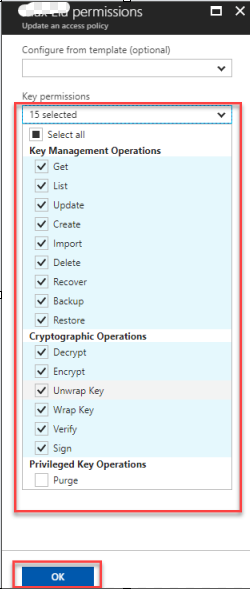 permissions
Update an access policy
Configure from template (optional)
Key permissions
15 selected
Select all
Key Management Operations
Get
List
Update
Create
Import
Delete
Recover
Backup
Restore
Cryptographic Operations
Decrypt
Encrypt
Unwrap Key
Wrap Key
Verify
Sign
Privileged Key Operations
Purge
OK